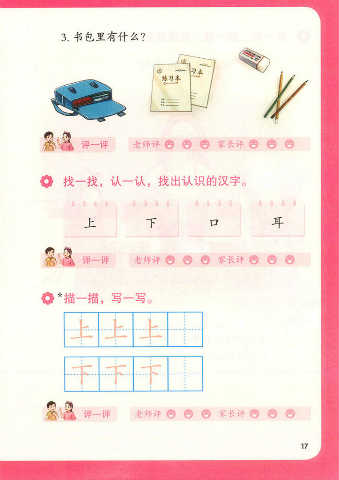 3. 书包里有什么？
练习本
练习本
评一评 老师评 家长评
找一找，认一认，找出认识的汉字。
上 下 口 耳
评一评 老师评 家长评
*描一描，写一写。
上 上 上
下 下 下
评一评 老师评 家长评
17